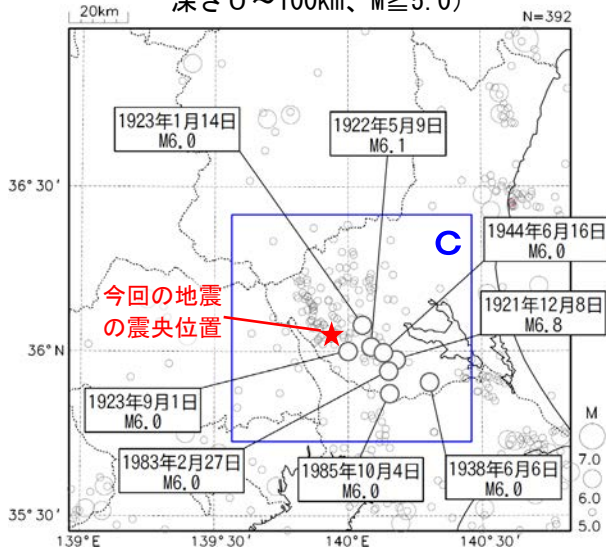 深さ0～100km、M≧5.0)
20km
N=392
1923年1月14日
M6.0
1922年5月9日
M6.1
36°30'
C
1944年6月16日
M6.0
今回の地震
の震央位置
1921年12月8日
M6.8
36°N
1923年9月1日
M6.0
1983年2月27日
M6.0
1985年10月4日
M6.0
1938年6月6日
M6.0
M
7.0
6.0
5.0
35°30'
139°E
139°30'
140°E
140°30'